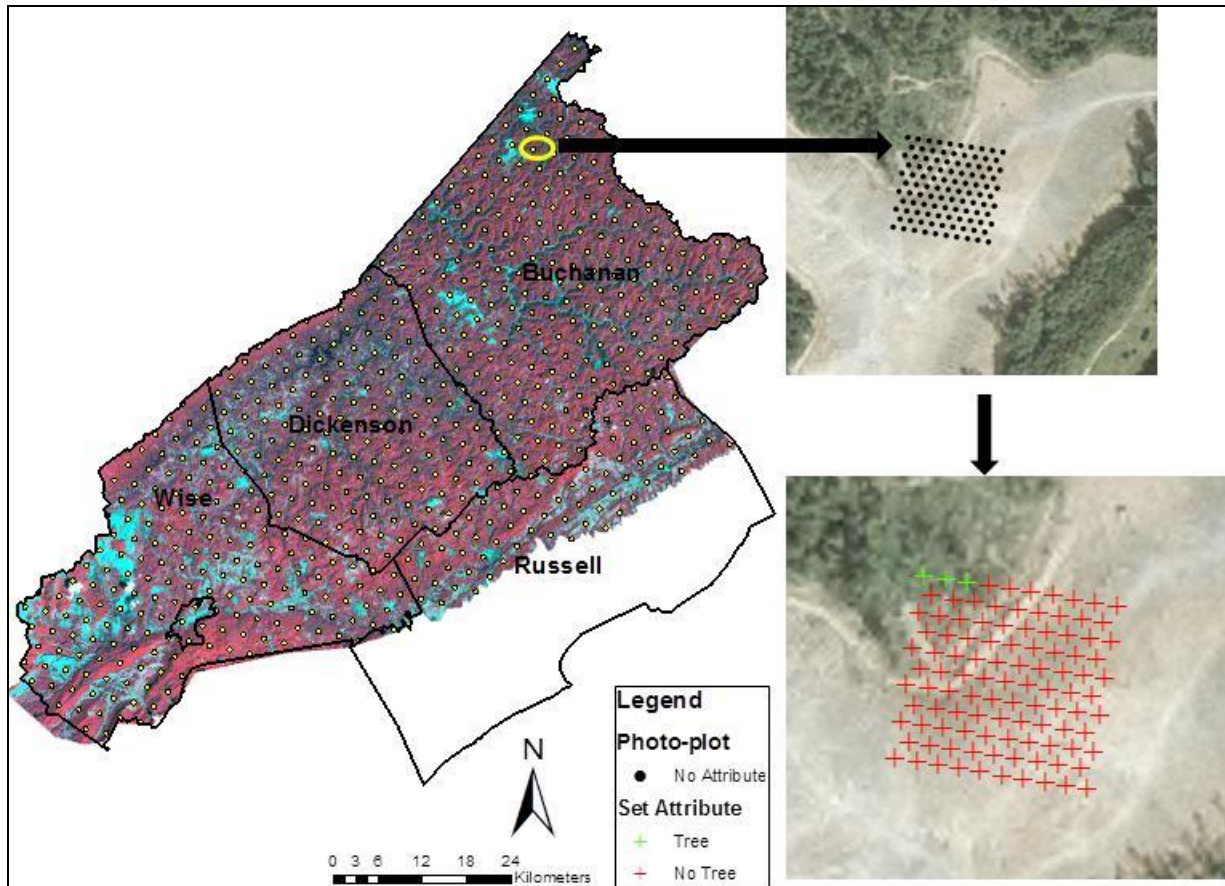 Buchanan
Dickenson
Wise
Russell
N
0 3 6 12 18 24
Kilometers
Legend
Photo-plot
No Attribute
Set Attribute
Tree
No Tree